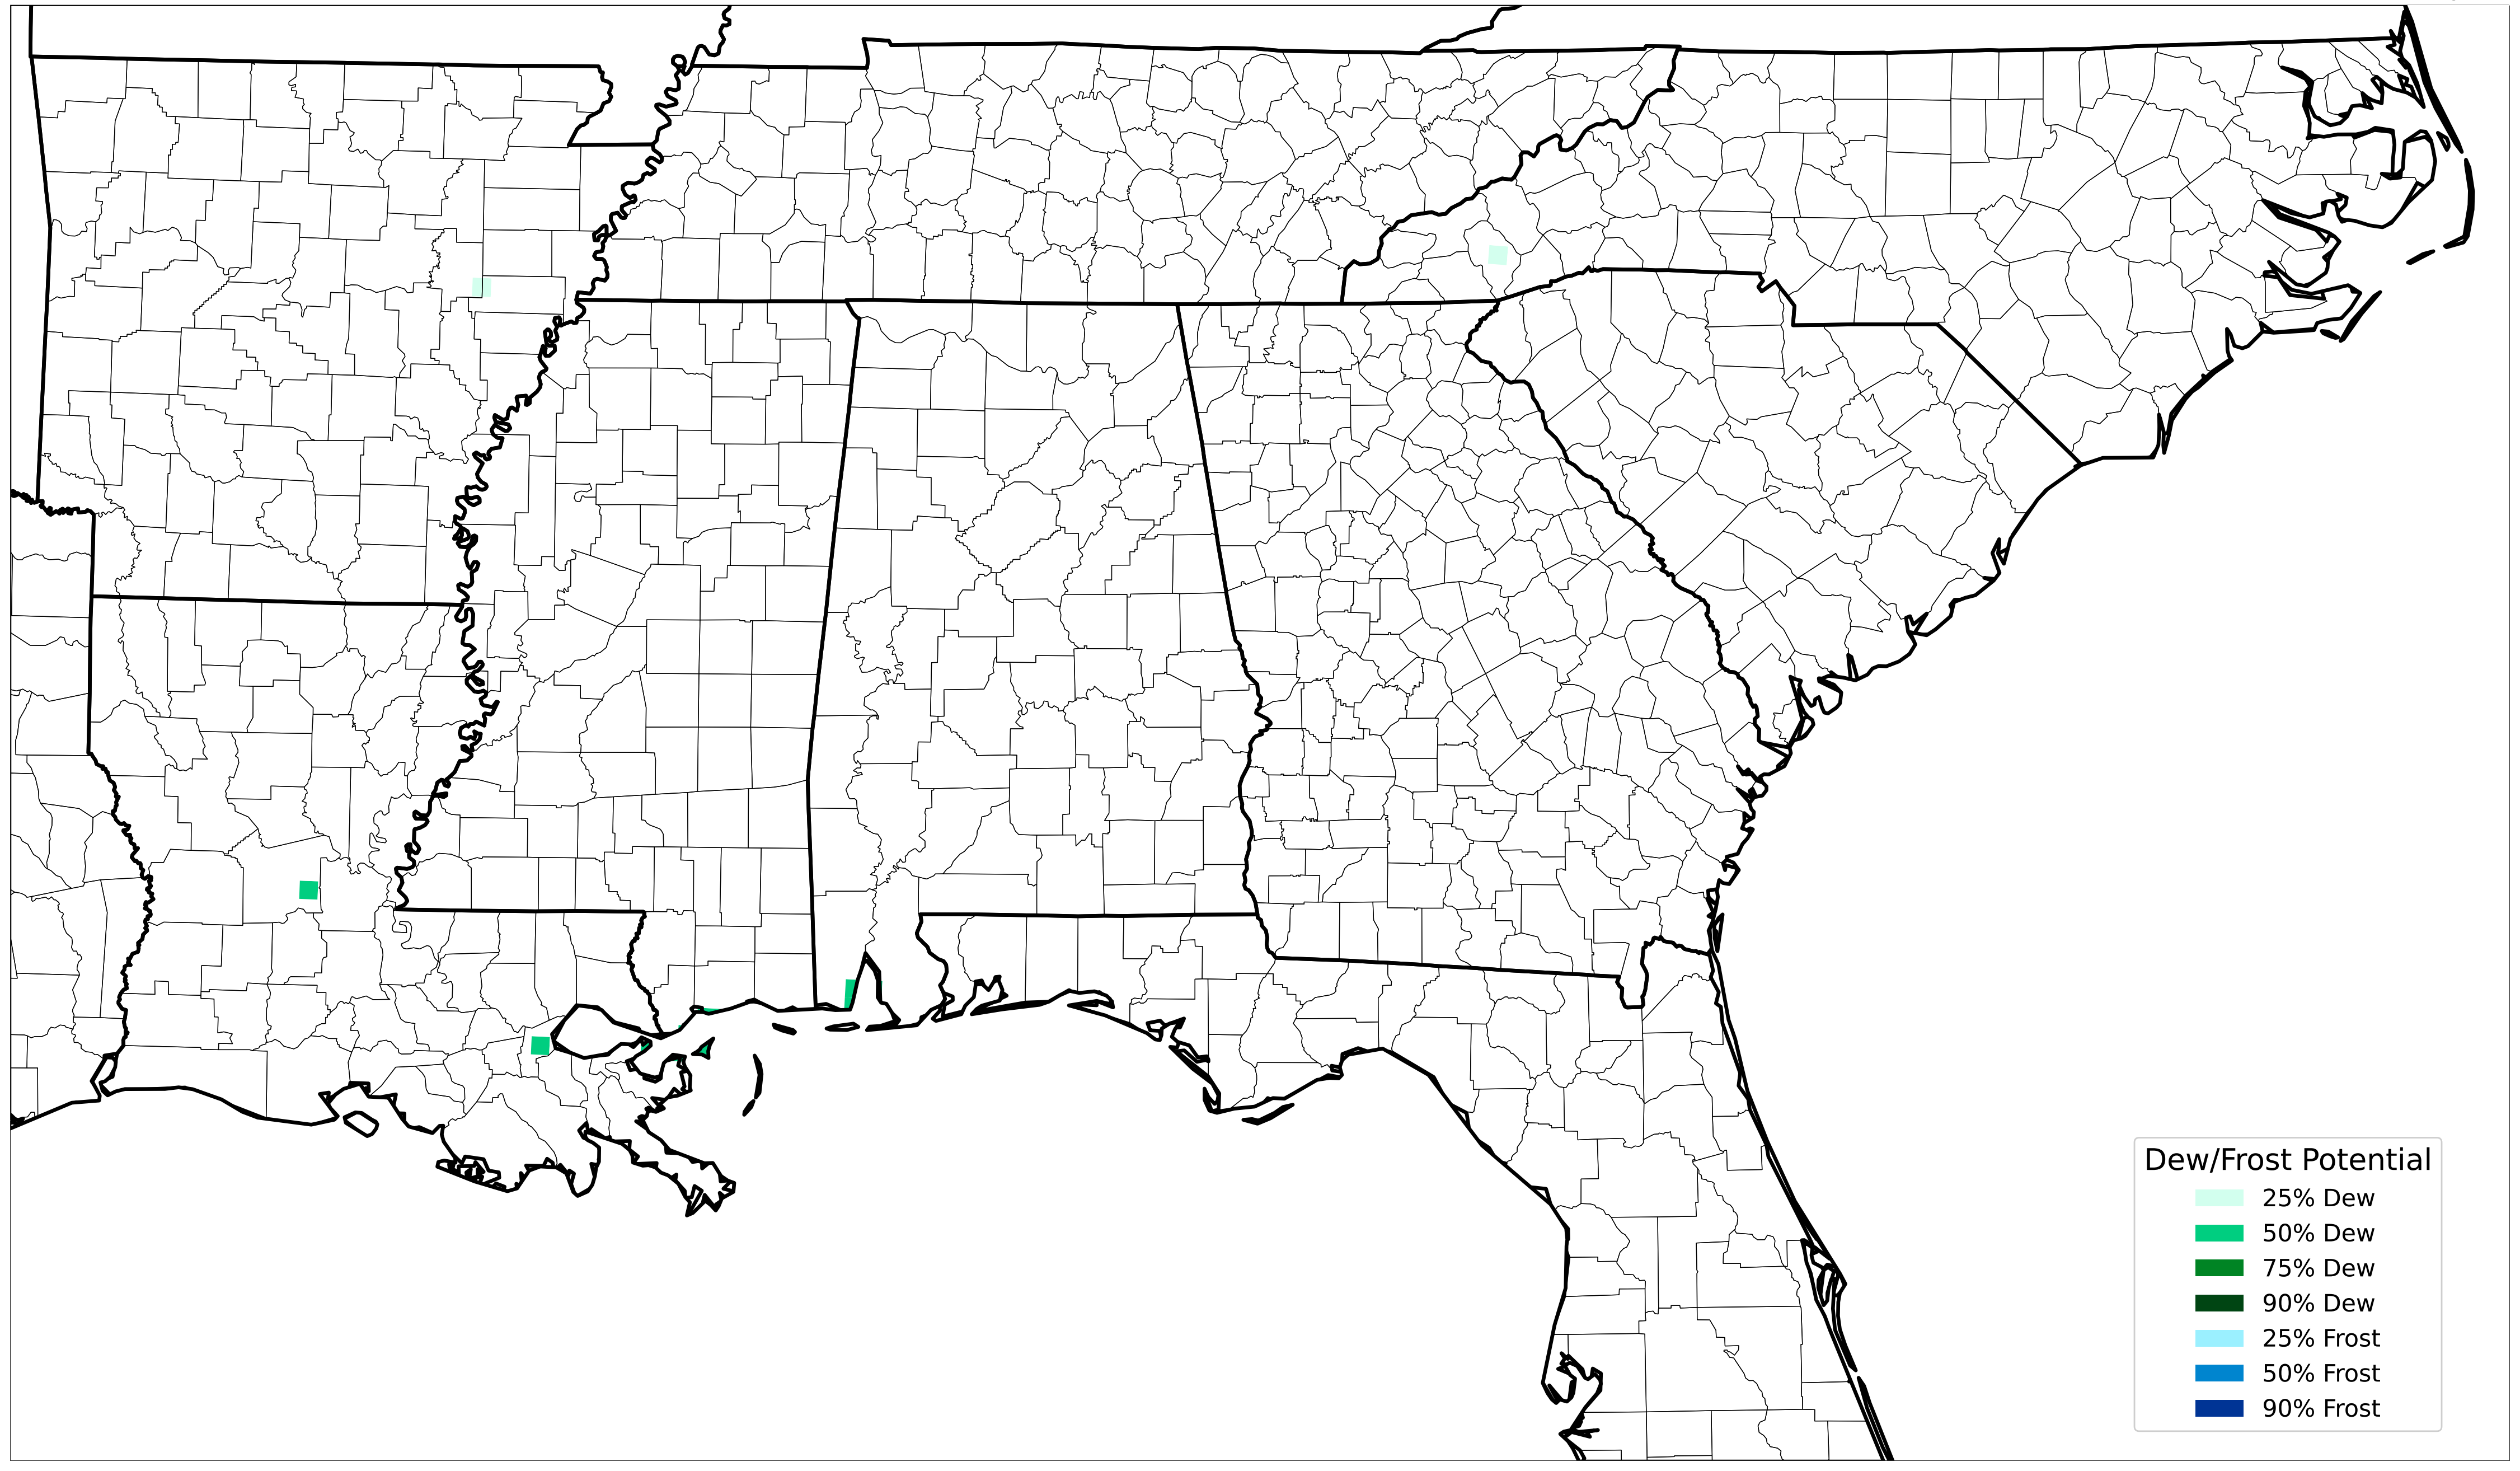 Dew/Frost Potential
25% Dew
50% Dew
75% Dew
90% Dew
25% Frost
50% Frost
90% Frost